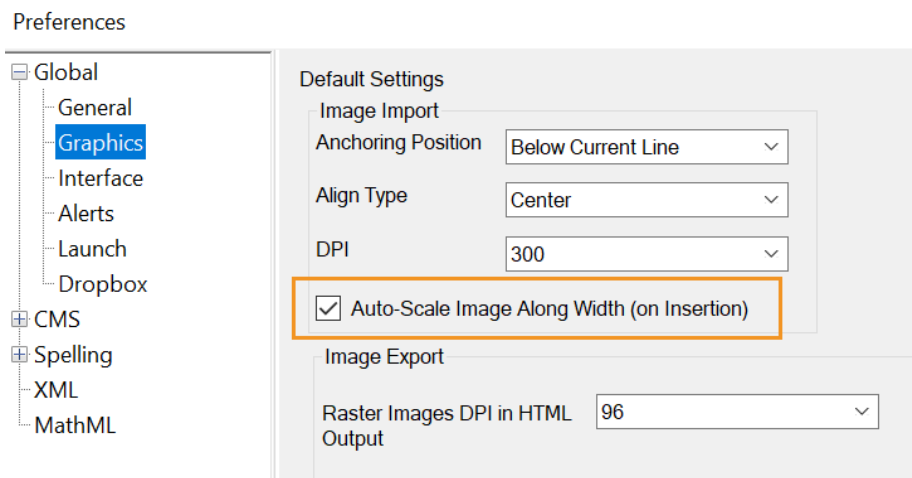 Preferences
Global
General
Graphics
Interface
Alerts
Launch
Dropbox
CMS
Spelling
XML
MathML
Default Settings
Image Import
Anchoring Position Below Current Line
Align Type Center
DPI 300
Auto-Scale Image Along Width (on Insertion)
Image Export
Raster Images DPI in HTML 96
Output